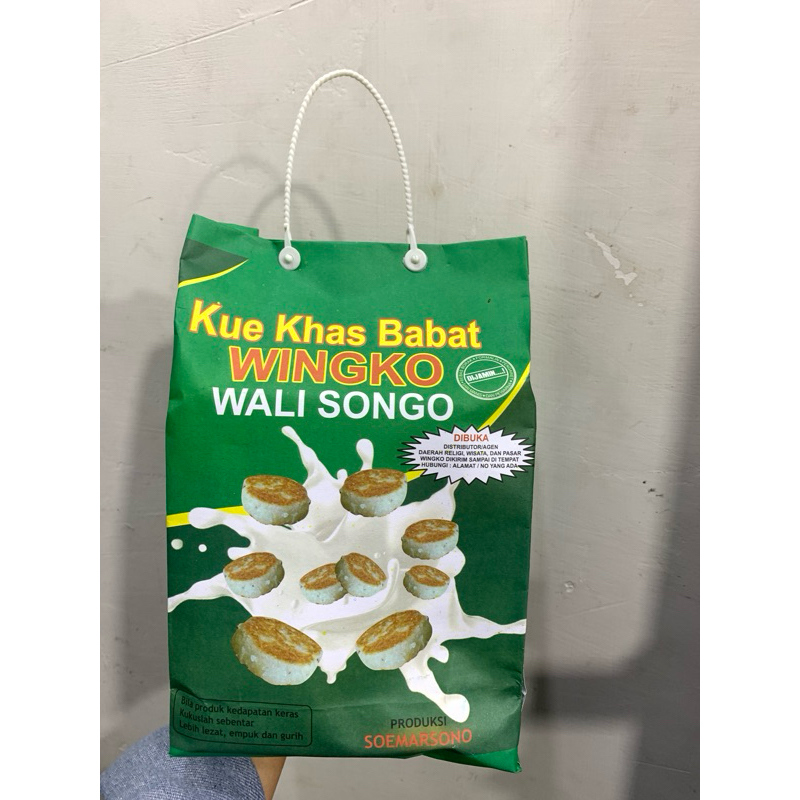 Kue Khas Babat
WINGKO
WALI SONGO
DIJAMIN...!
DIBUKA
DISTRIBUTOR/AGEN
DAERAH RELIGI, WISATA, DAN PASAR
WINGKO DIKIRIM SAMPAI DI TEMPAT
HUBUNGI : ALAMAT / NO YANG ADA
Bila produk kedapatan keras
Kukuslah sebentar
Lebih lezat, empuk dan gurih
PRODUKSI
SOEMARSONO